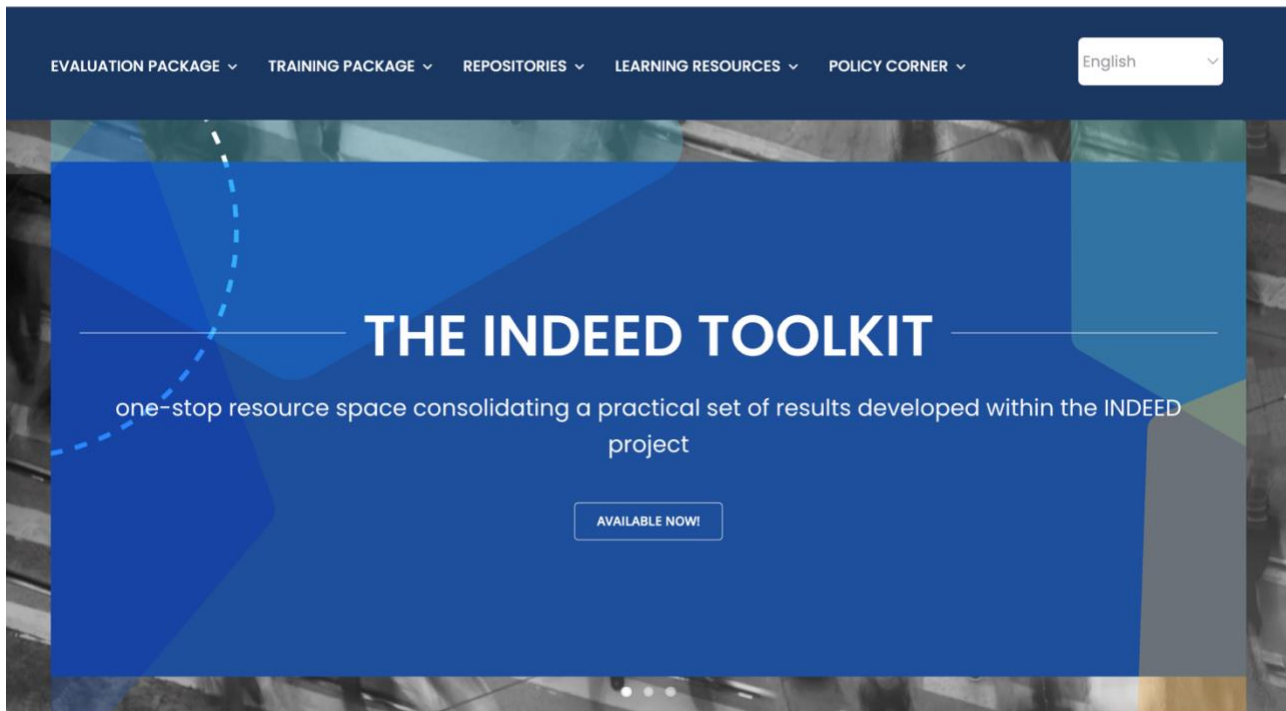 EVALUATION PACKAGE
TRAINING PACKAGE
REPOSITORIES
LEARNING RESOURCES
POLICY CORNER
English
THE INDEED TOOLKIT
one-stop resource space consolidating a practical set of results developed within the INDEED
project
AVAILABLE NOW!